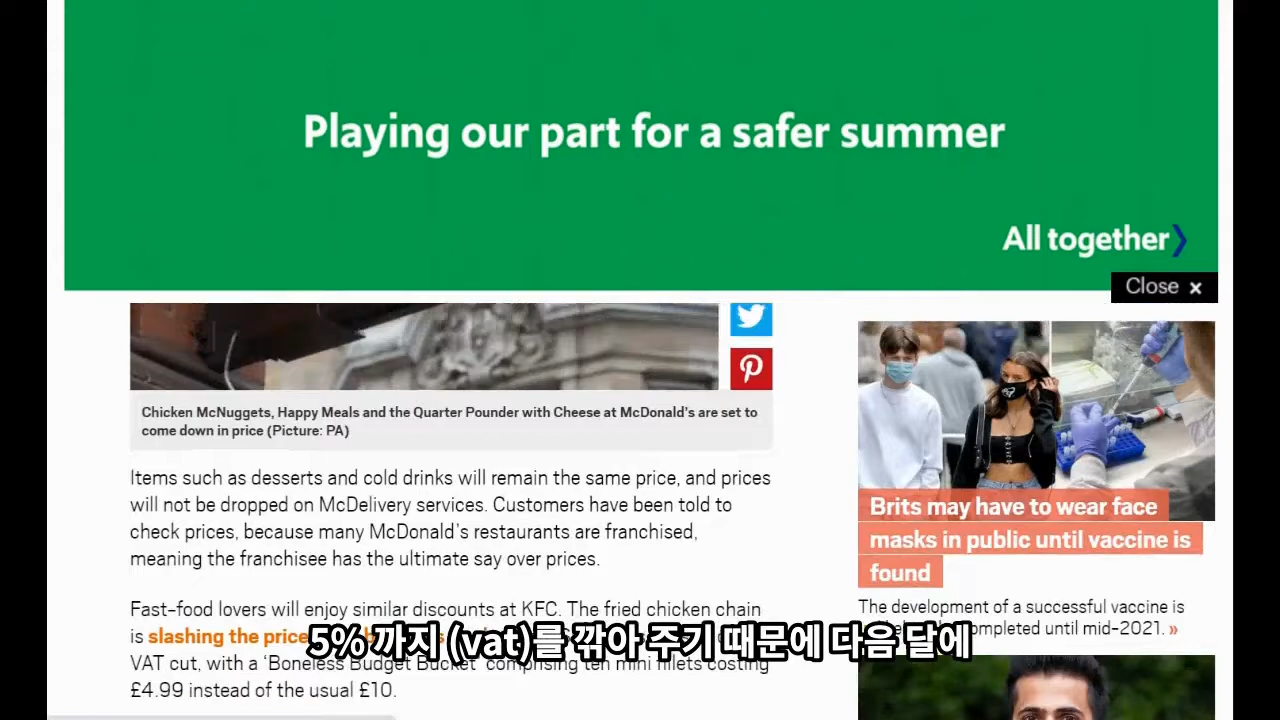 Playing our part for a safer summer
All together
Close ×
Chicken McNuggets, Happy Meals and the Quarter Pounder with Cheese at McDonald's are set to
come down in price (Picture: PA)
Items such as desserts and cold drinks will remain the same price, and prices
will not be dropped on McDelivery services. Customers have been told to
check prices, because many McDonald's restaurants are franchised,
meaning the franchisee has the ultimate say over prices.
Fast-food lovers will enjoy similar discounts at KFC. The fried chicken chain
is slashing the price
VAT cut, with a 'Boneless Budget Bucket' comprising ten mini fillets costing
£4.99 instead of the usual £10.
Brits may have to wear face
masks in public until vaccine is
found
The development of a successful vaccine is
completed until mid-2021. »
5% 까지 (vat)를 깎아 주기 때문에 다음 달에